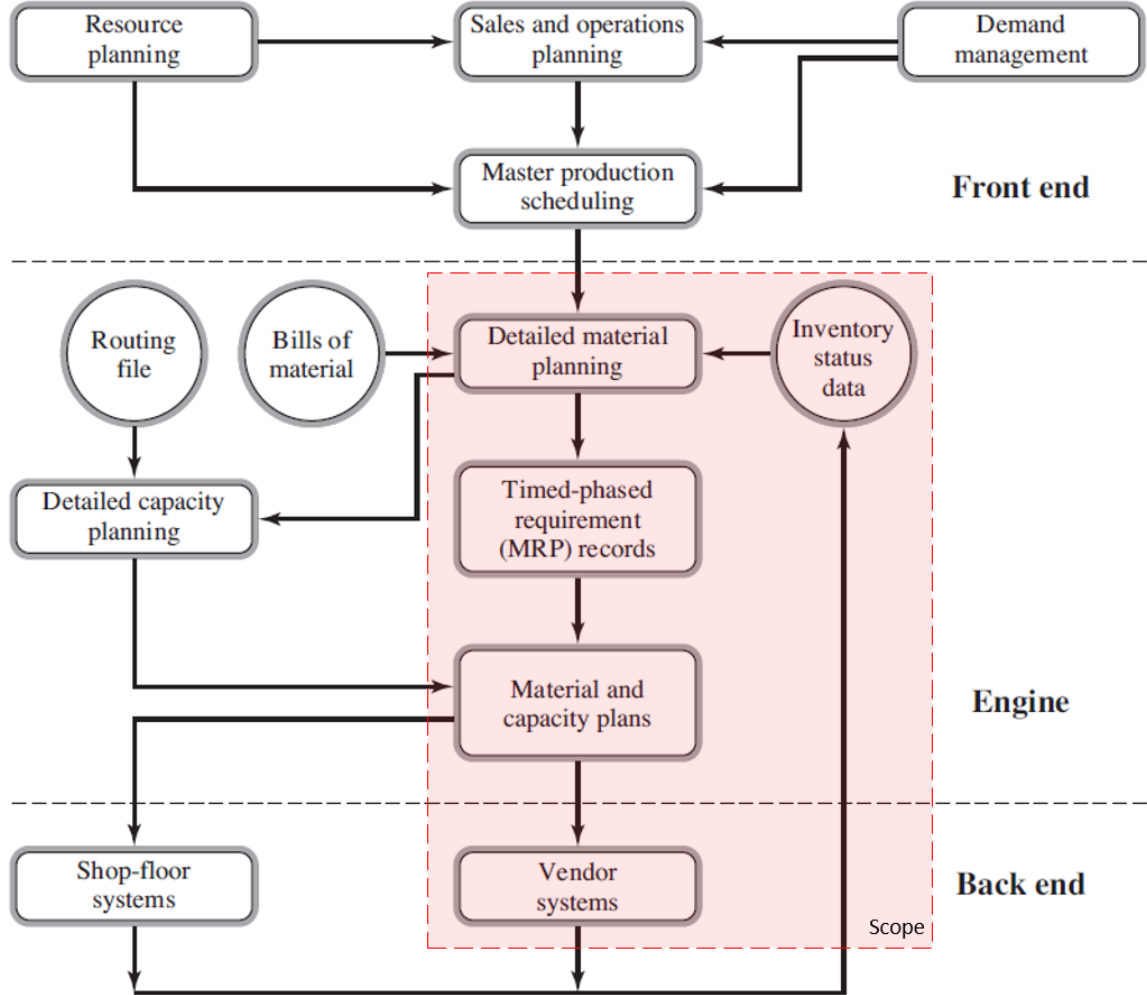 Resource
planning
Sales and operations
planning
Demand
management
Master production
scheduling
Front end
Routing
file
Bills of
material
Detailed material
planning
Inventory
status
data
Detailed capacity
planning
Timed-phased
requirement
(MRP) records
Material and
capacity plans
Engine
Shop-floor
systems
Vendor
systems
Back end
Scope